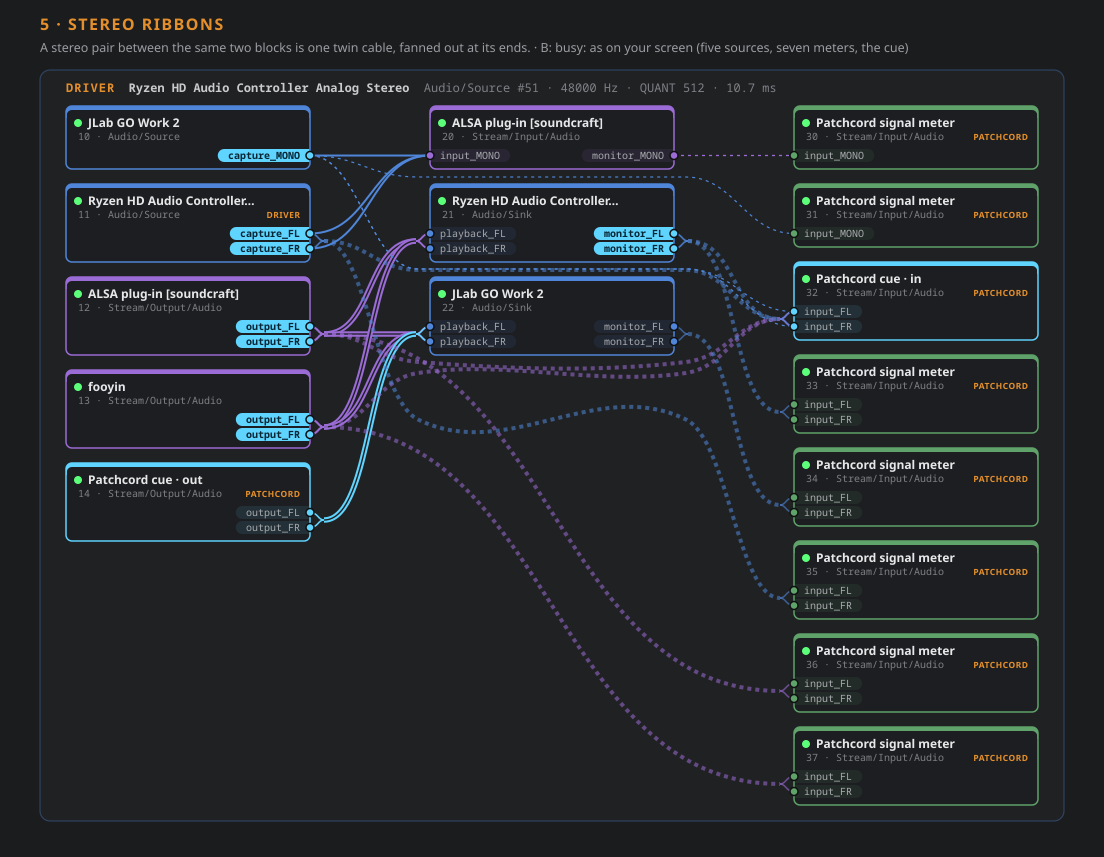 5 · STEREO RIBBONS
A stereo pair between the same two blocks is one twin cable, fanned out at its ends. · B: busy: as on your screen (five sources, seven meters, the cue)
DRIVER Ryzen HD Audio Controller Analog Stereo Audio/Source #51 · 48000 Hz · QUANT 512 · 10.7 ms
JLab GO Work 2
10 · Audio/Source
capture_MONO
Ryzen HD Audio Controller...
11 · Audio/Source
DRIVER
capture_FL
capture_FR
ALSA plug-in [soundcraft]
12 · Stream/Output/Audio
output_FL
output_FR
fooyin
13 · Stream/Output/Audio
output_FL
output_FR
Patchcord cue · out
14 · Stream/Output/Audio
PATCHCORD
output_FL
output_FR
ALSA plug-in [soundcraft]
20 · Stream/Input/Audio
input_MONO monitor_MONO
Ryzen HD Audio Controller...
21 · Audio/Sink
playback_FL monitor_FL
playback_FR monitor_FR
JLab GO Work 2
22 · Audio/Sink
playback_FL monitor_FL
playback_FR monitor_FR
Patchcord signal meter
30 · Stream/Input/Audio PATCHCORD
input_MONO
Patchcord signal meter
31 · Stream/Input/Audio PATCHCORD
input_MONO
Patchcord cue · in
32 · Stream/Input/Audio PATCHCORD
input_FL
input_FR
Patchcord signal meter
33 · Stream/Input/Audio PATCHCORD
input_FL
input_FR
Patchcord signal meter
34 · Stream/Input/Audio PATCHCORD
input_FL
input_FR
Patchcord signal meter
35 · Stream/Input/Audio PATCHCORD
input_FL
input_FR
Patchcord signal meter
36 · Stream/Input/Audio PATCHCORD
input_FL
input_FR
Patchcord signal meter
37 · Stream/Input/Audio PATCHCORD
input_FL
input_FR